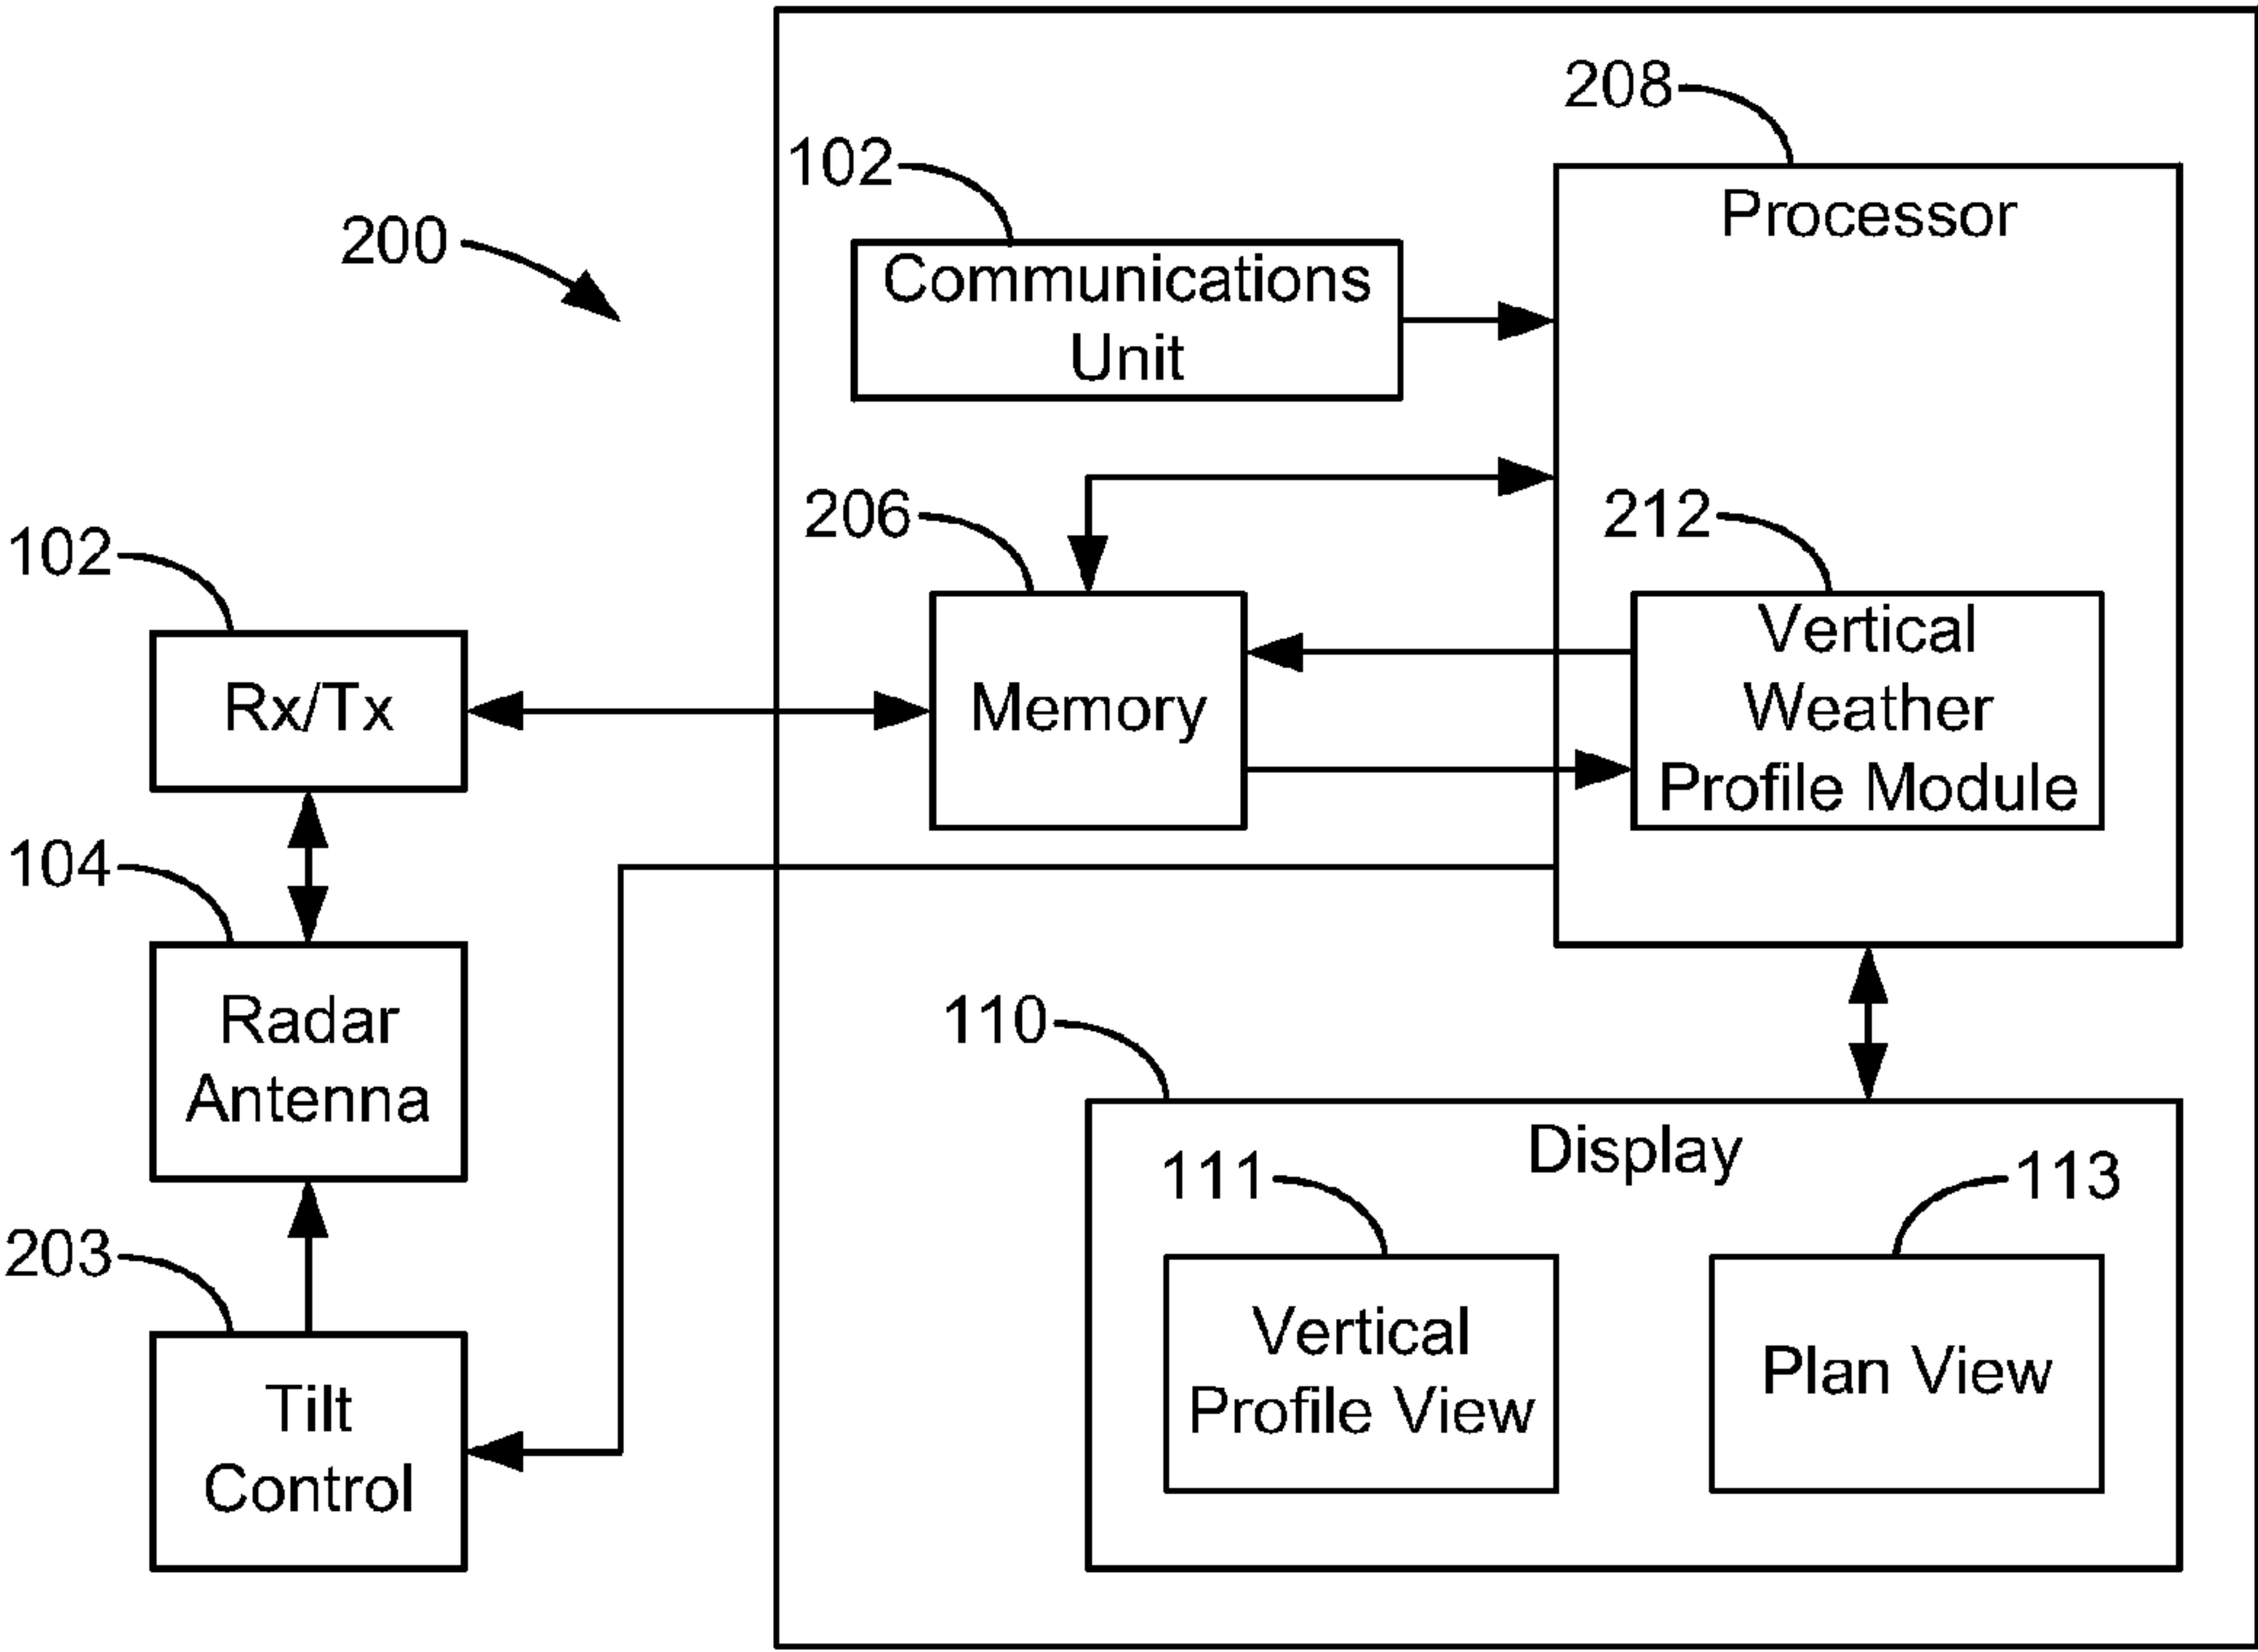 208
102
Processor
200
Communications
Unit
206
212
102
Vertical
Weather
Profile Module
Rx/Tx
Memory
104
Radar
Antenna
110
Display
111
113
203
Vertical
Profile View
Plan View
Tilt
Control